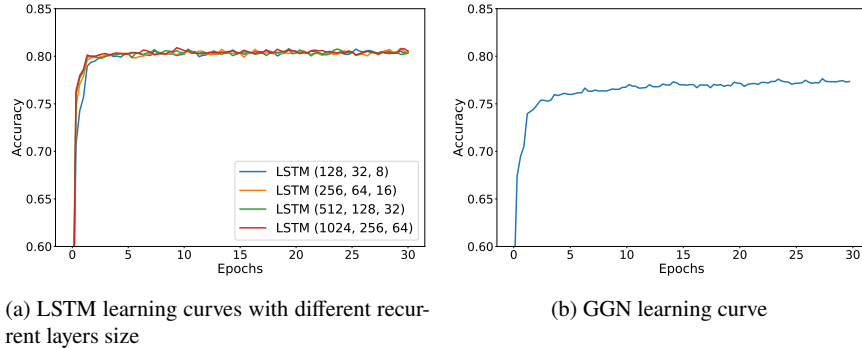 0.85
0.80
0.75
0.70
0.65
0.60
Accuracy
0
5
10
15
20
25
30
Epochs
LSTM (128, 32, 8)
LSTM (256, 64, 16)
LSTM (512, 128, 32)
LSTM (1024, 256, 64)
(a) LSTM learning curves with different recur-
rent layers size
0.85
0.80
0.75
0.70
0.65
0.60
Accuracy
0
5
10
15
20
25
30
Epochs
(b) GGN learning curve